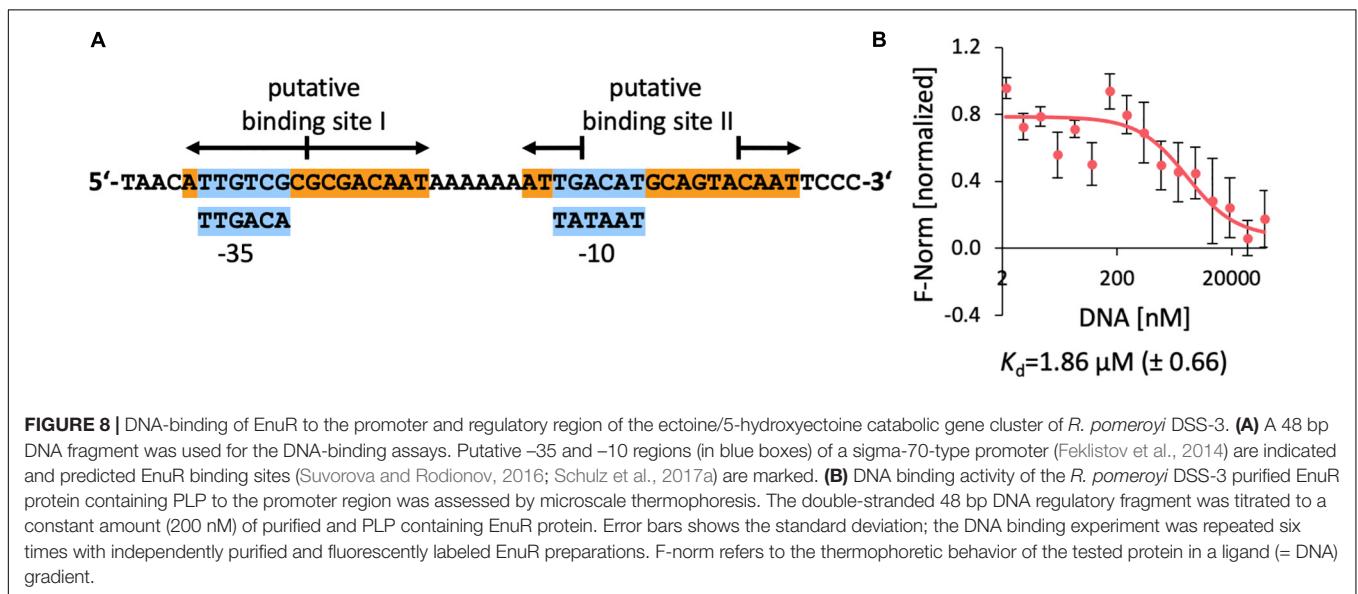 A
B
putative
binding site I
putative
binding site II
5‘-TAACATTGTCGCGCGACAATAAAAAAATTGACATGCAGTACAATTCCC-3‘
TTGACA
TATAAT
-35
-10
1.2
0.8
0.4
0.0
-0.4
F-Norm [normalized]
2
200
20000
DNA [nM]
Kd=1.86 µM (± 0.66)
FIGURE 8 | DNA-binding of EnuR to the promoter and regulatory region of the ectoine/5-hydroxyectoine catabolic gene cluster of R. pomeroyi DSS-3. (A) A 48 bp
DNA fragment was used for the DNA-binding assays. Putative –35 and –10 regions (in blue boxes) of a sigma-70-type promoter (Feklistov et al., 2014) are indicated
and predicted EnuR binding sites (Suvorova and Rodionov, 2016; Schulz et al., 2017a) are marked. (B) DNA binding activity of the R. pomeroyi DSS-3 purified EnuR
protein containing PLP to the promoter region was assessed by microscale thermophoresis. The double-stranded 48 bp DNA regulatory fragment was titrated to a
constant amount (200 nM) of purified and PLP containing EnuR protein. Error bars shows the standard deviation; the DNA binding experiment was repeated six
times with independently purified and fluorescently labeled EnuR preparations. F-norm refers to the thermophoretic behavior of the tested protein in a ligand (= DNA)
gradient.